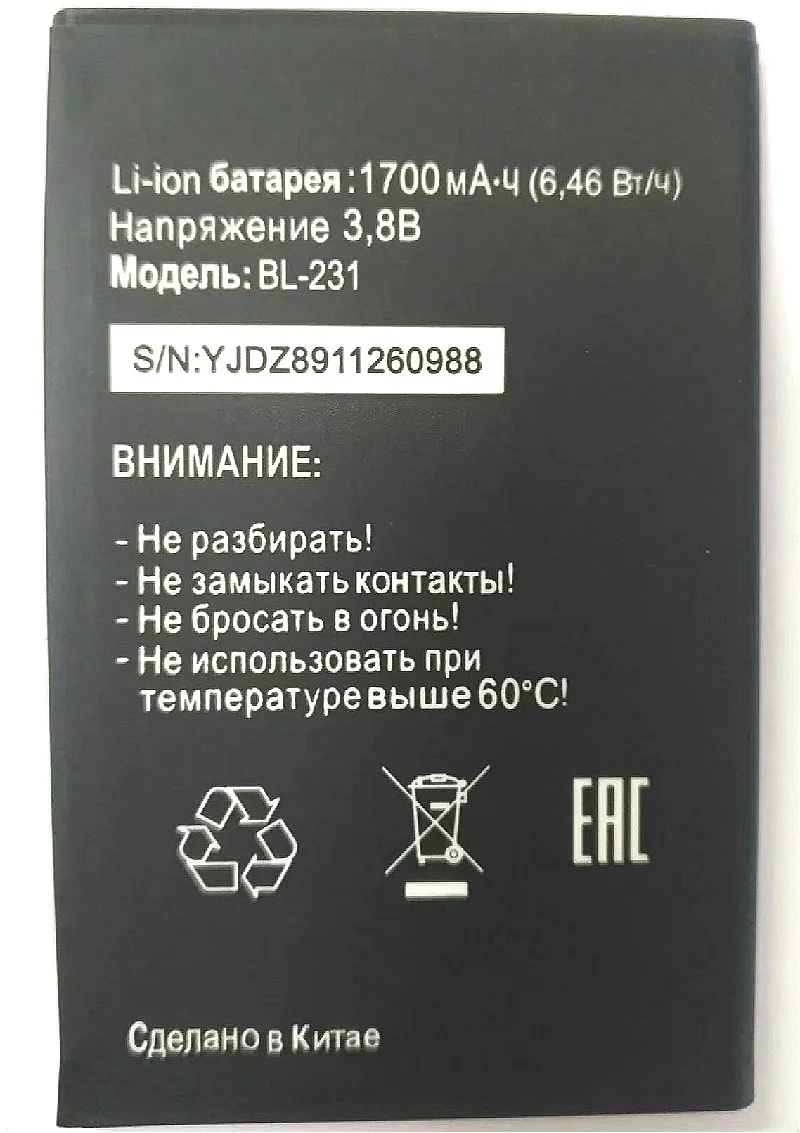 Li-ion батарея:1700 мА·Ч (6,46 Вт/ч)
Напряжение 3,8В
Модель: BL-231
S/N:YJDZ8911260988
ВНИМАНИЕ:
- Не разбирать!
- Не замыкать контакты!
- Не бросать в огонь!
- Не использовать при
температуре выше 60°C!
EAC
Сделано в Китае